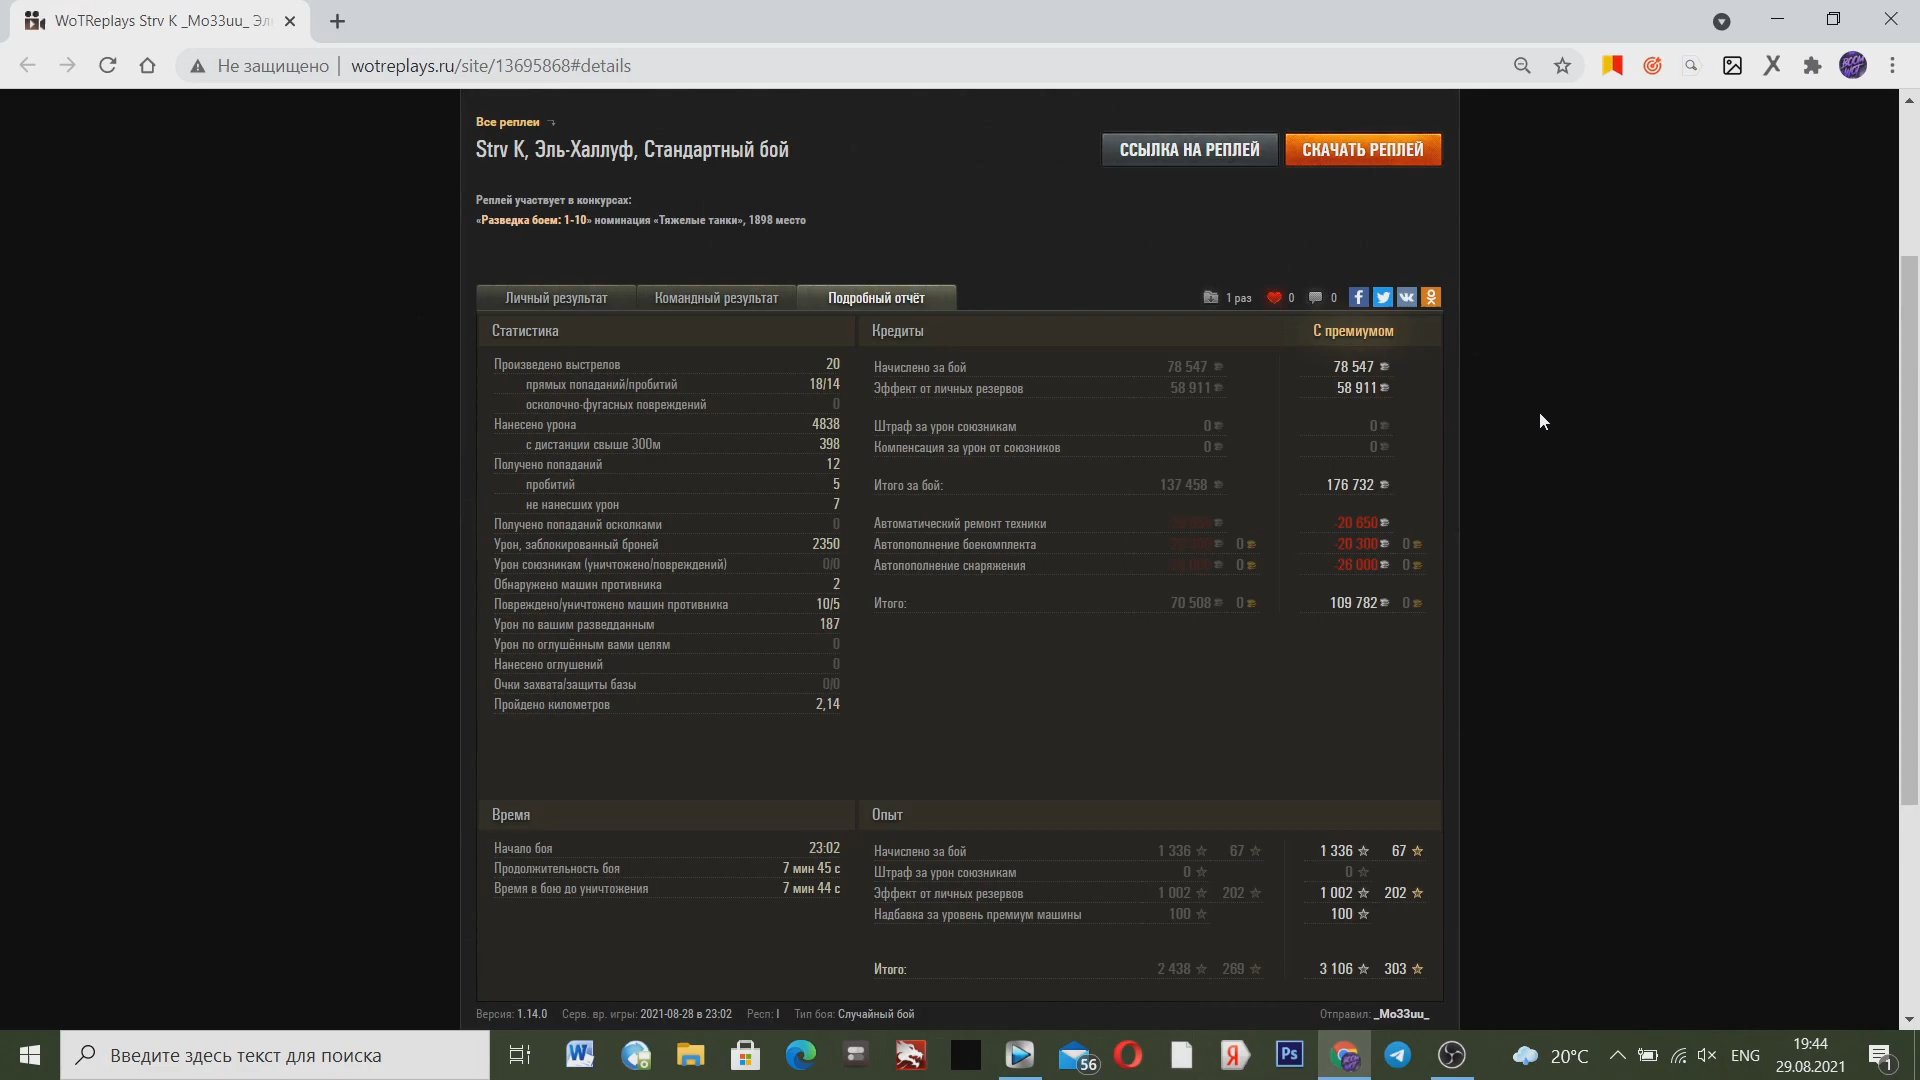 WoTReplays Strv K _Mo33uu_ Эл
Не защищено
wotreplays.ru/site/13695868#details
Все реплеи
Strv K, Эль-Халлуф, Стандартный бой
ССЫЛКА НА РЕПЛЕЙ
СКАЧАТЬ РЕПЛЕЙ
Реплей участвует в конкурсах:
«Разведка боем: 1-10» номинация «Тяжелые танки», 1898 место
Личный результат
Командный результат
Подробный отчёт
1 раз
0
0
Статистика
Произведено выстрелов 20
прямых попаданий/пробитий 18/14
осколочно-фугасных повреждений 0
Нанесено урона 4838
с дистанции свыше 300м 398
Получено попаданий 12
пробитий 5
не нанесших урон 7
Получено попаданий осколками 0
Урон, заблокированный броней 2350
Урон союзникам (уничтожено/повреждений) 0/0
Обнаружено машин противника 2
Повреждено/уничтожено машин противника 10/5
Урон по вашим разведданным 187
Урон по оглушённым вами целям 0
Нанесено оглушений 0
Очки захвата/защиты базы 0/0
Пройдено километров 2,14
Кредиты С премиумом
Начислено за бой 78 547 78 547
Эффект от личных резервов 58 911 58 911
Штраф за урон союзникам 0 0
Компенсация за урон от союзников 0 0
Итого за бой: 137 458 176 732
Автоматический ремонт техники -20 650
Автопополнение боекомплекта 0 -20 300 0
Автопополнение снаряжения 0 -26 000 0
Итого: 70 508 0 109 782 0
Время
Начало боя 23:02
Продолжительность боя 7 мин 45 с
Время в бою до уничтожения 7 мин 44 с
Опыт
Начислено за бой 1 336 67 1 336 67
Штраф за урон союзникам 0 0
Эффект от личных резервов 1 002 202 1 002 202
Надбавка за уровень премиум машины 100 100
Итого: 2 438 269 3 106 303
Версия: 1.14.0 Серв. вр. игры: 2021-08-28 в 23:02 Респ: I Тип боя: Случайный бой
Отправил: _Mo33uu_
Введите здесь текст для поиска
56
Ps
20°C
ENG
19:44
29.08.2021
1